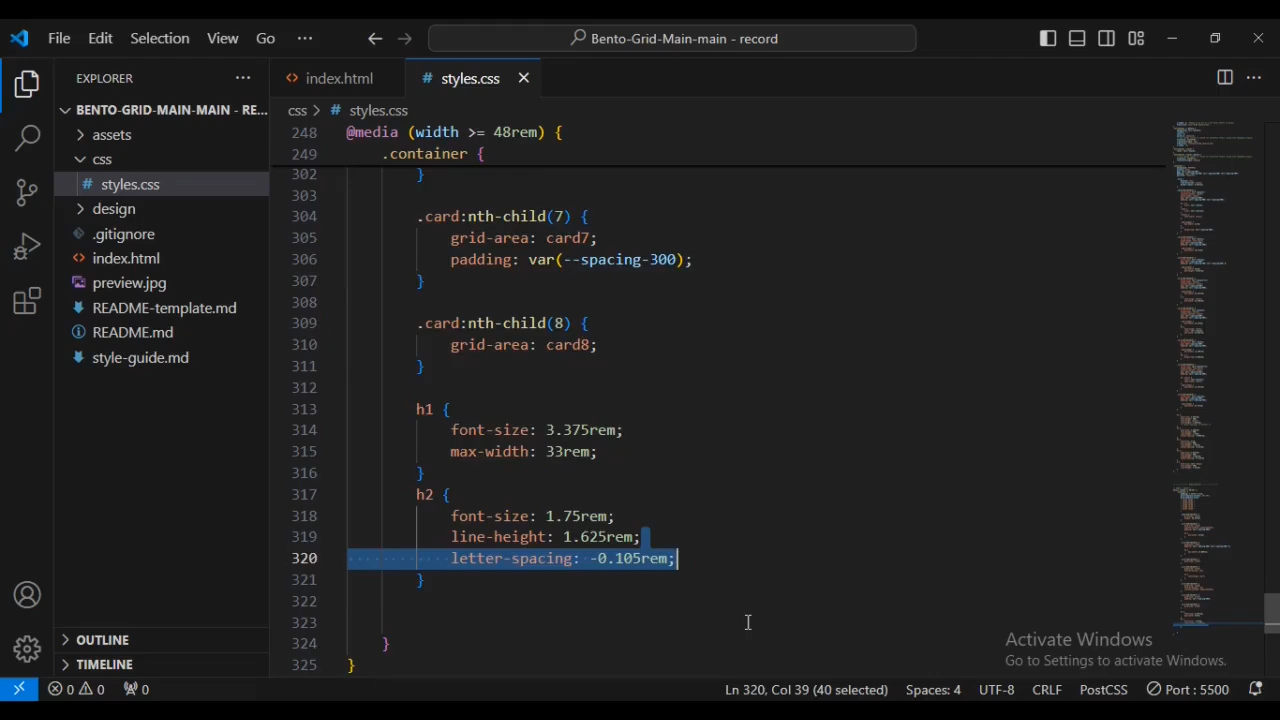 File Edit Selection View Go ··· Bento-Grid-Main-main - record
EXPLORER ···
index.html
# styles.css
BENTO-GRID-MAIN-MAIN - RE...
assets
css
# styles.css
design
.gitignore
index.html
preview.jpg
README-template.md
README.md
style-guide.md
OUTLINE
TIMELINE
css > # styles.css
248 @media (width >= 48rem) {
249 .container {
302 }
303
304 .card:nth-child(7) {
305 grid-area: card7;
306 padding: var(--spacing-300);
307 }
308
309 .card:nth-child(8) {
310 grid-area: card8;
311 }
312
313 h1 {
314 font-size: 3.375rem;
315 max-width: 33rem;
316 }
317 h2 {
318 font-size: 1.75rem;
319 line-height: 1.625rem;
320 letter-spacing: -0.105rem;
321 }
322
323
324 }
325 }
Activate Windows
Go to Settings to activate Windows.
0 0 0 Ln 320, Col 39 (40 selected) Spaces: 4 UTF-8 CRLF PostCSS Port : 5500